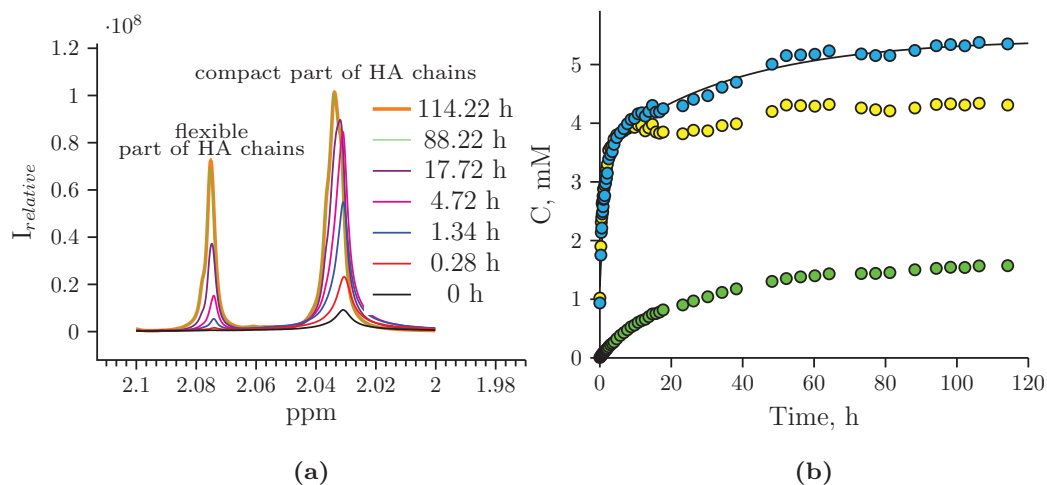 ·10⁸
1.2
1
0.8
0.6
0.4
0.2
0
I_relative
compact part of HA chains
flexible
part of HA chains
114.22 h
88.22 h
17.72 h
4.72 h
1.34 h
0.28 h
0 h
2.1
2.08
2.06
2.04
2.02
2
1.98
ppm
(a)
C, mM
5
4
3
2
1
0
0
20
40
60
80
100
120
Time, h
(b)